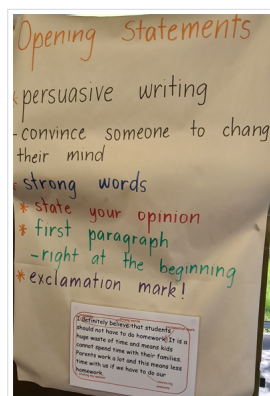 Opening Statements
* persuasive writing
- convince someone to chang
their mind
* strong words
* state your opinion
* first paragraph
- right at the beginning
* exclamation mark!
I definitely believe that students
should not have to do homework! It is a
huge waste of time and means kids
cannot spend time with their families.
Parents work a lot and this means less
time with us if we have to do our
homework.